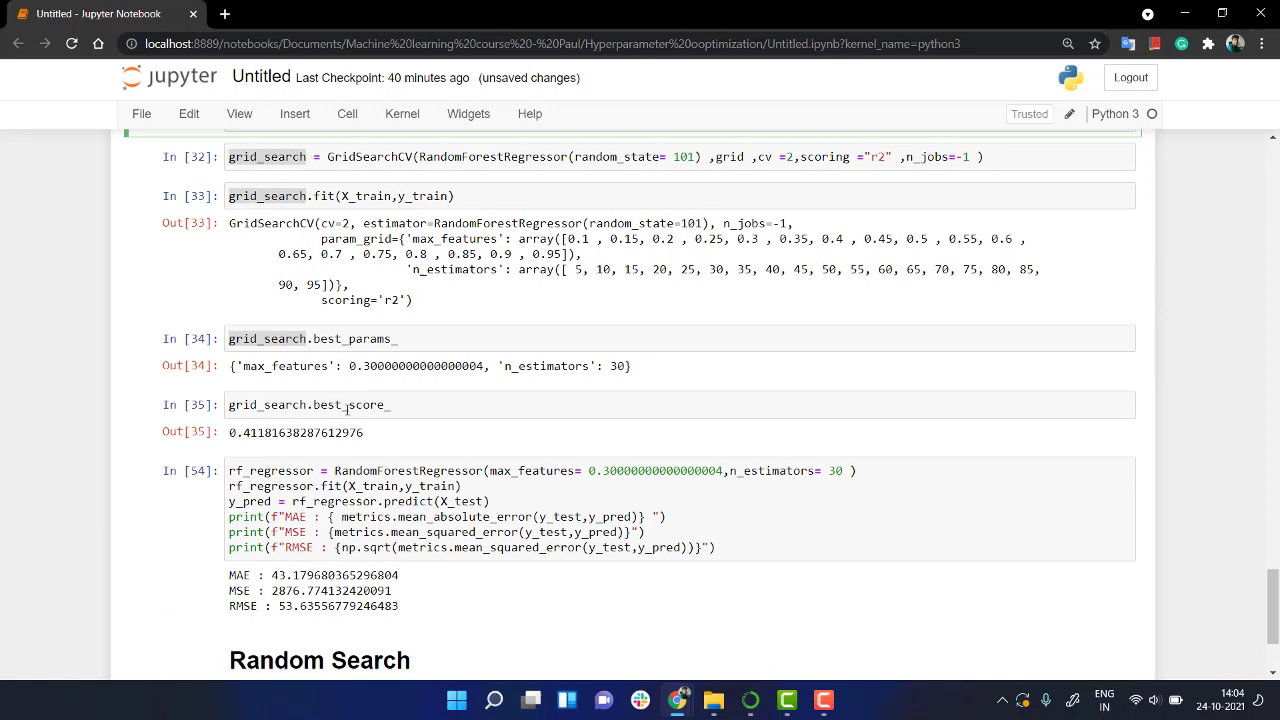 Untitled - Jupyter Notebook
localhost:8889/notebooks/Documents/Machine%20learning%20course%20-%20Paul/Hyperparameter%20ooptimization/Untitled.ipynb?kernel_name=python3
jupyter Untitled Last Checkpoint: 40 minutes ago (unsaved changes) Logout
File Edit View Insert Cell Kernel Widgets Help Trusted Python 3
In [32]: grid_search = GridSearchCV(RandomForestRegressor(random_state= 101) ,grid ,cv =2,scoring ="r2" ,n_jobs=-1 )
In [33]: grid_search.fit(X_train,y_train)
Out[33]: GridSearchCV(cv=2, estimator=RandomForestRegressor(random_state=101), n_jobs=-1,
param_grid={'max_features': array([0.1 , 0.15, 0.2 , 0.25, 0.3 , 0.35, 0.4 , 0.45, 0.5 , 0.55, 0.6 ,
0.65, 0.7 , 0.75, 0.8 , 0.85, 0.9 , 0.95]),
'n_estimators': array([ 5, 10, 15, 20, 25, 30, 35, 40, 45, 50, 55, 60, 65, 70, 75, 80, 85,
90, 95])},
scoring='r2')
In [34]: grid_search.best_params_
Out[34]: {'max_features': 0.30000000000000004, 'n_estimators': 30}
In [35]: grid_search.best_score_
Out[35]: 0.41181638287612976
In [54]: rf_regressor = RandomForestRegressor(max_features= 0.30000000000000004,n_estimators= 30 )
rf_regressor.fit(X_train,y_train)
y_pred = rf_regressor.predict(X_test)
print(f"MAE : { metrics.mean_absolute_error(y_test,y_pred)} ")
print(f"MSE : {metrics.mean_squared_error(y_test,y_pred)}")
print(f"RMSE : {np.sqrt(metrics.mean_squared_error(y_test,y_pred))}")
MAE : 43.179680365296804
MSE : 2876.774132420091
RMSE : 53.63556779246483
Random Search
ENG 14:04
IN 24-10-2021